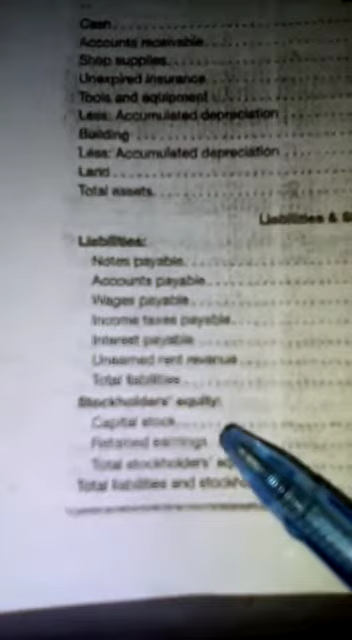 Cash
Accounts receivable
Shop supplies
Unexpired insurance
Tools and equipment
Less: Accumulated depreciation
Building
Less: Accumulated depreciation
Land
Total assets
Liabilities & S
Liabilities:
Notes payable
Accounts payable
Wages payable
Income taxes payable
Interest payable
Unearned rent revenue
Total liabilities
Stockholders' equity:
Capital stock
Retained earnings
Total stockholders' eq
Total liabilities and stockh